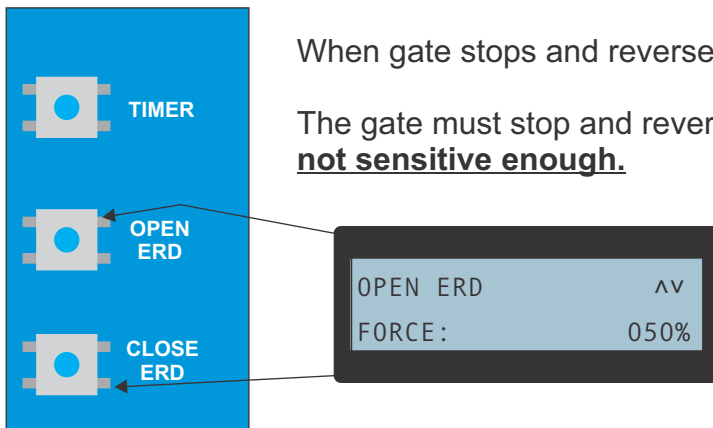 When gate stops and reverse
The gate must stop and rever
not sensitive enough.
TIMER
OPEN
ERD
CLOSE
ERD
OPEN ERD ˄˅
FORCE: 050%